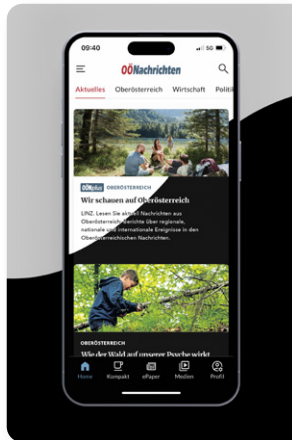 09:40
5G
OÖNachrichten
Aktuelles Oberösterreich Wirtschaft Politi
OÖNplus OBERÖSTERREICH
Wir schauen auf Oberösterreich
LINZ. Lesen Sie aktuell Nachrichten aus
Oberösterreich: Berichte über regionale,
nationale und internationale Ereignisse in den
Oberösterreichischen Nachrichten.
OBERÖSTERREICH
Wie der Wald auf unserer Psyche wirkt
Home Kompakt ePaper Medien Profil